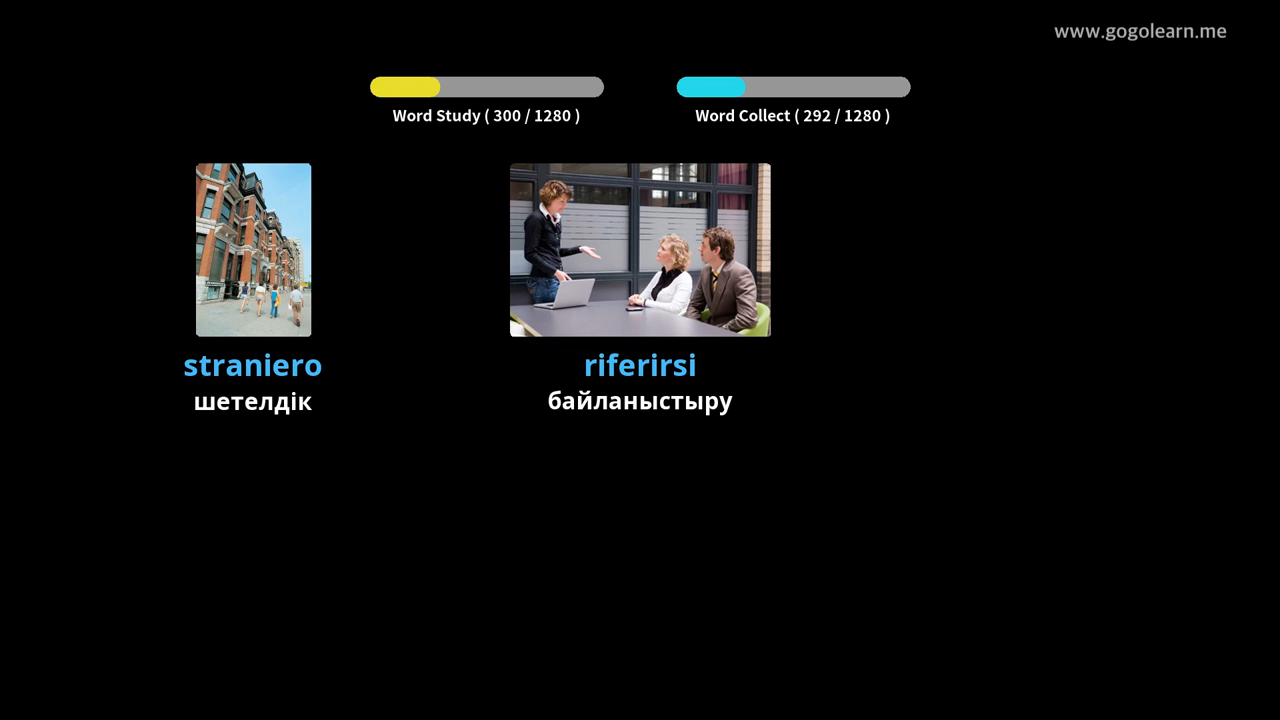 www.gogolearn.me
Word Study ( 300 / 1280 )
Word Collect ( 292 / 1280 )
straniero
шетелдік
riferirsi
байланыстыру